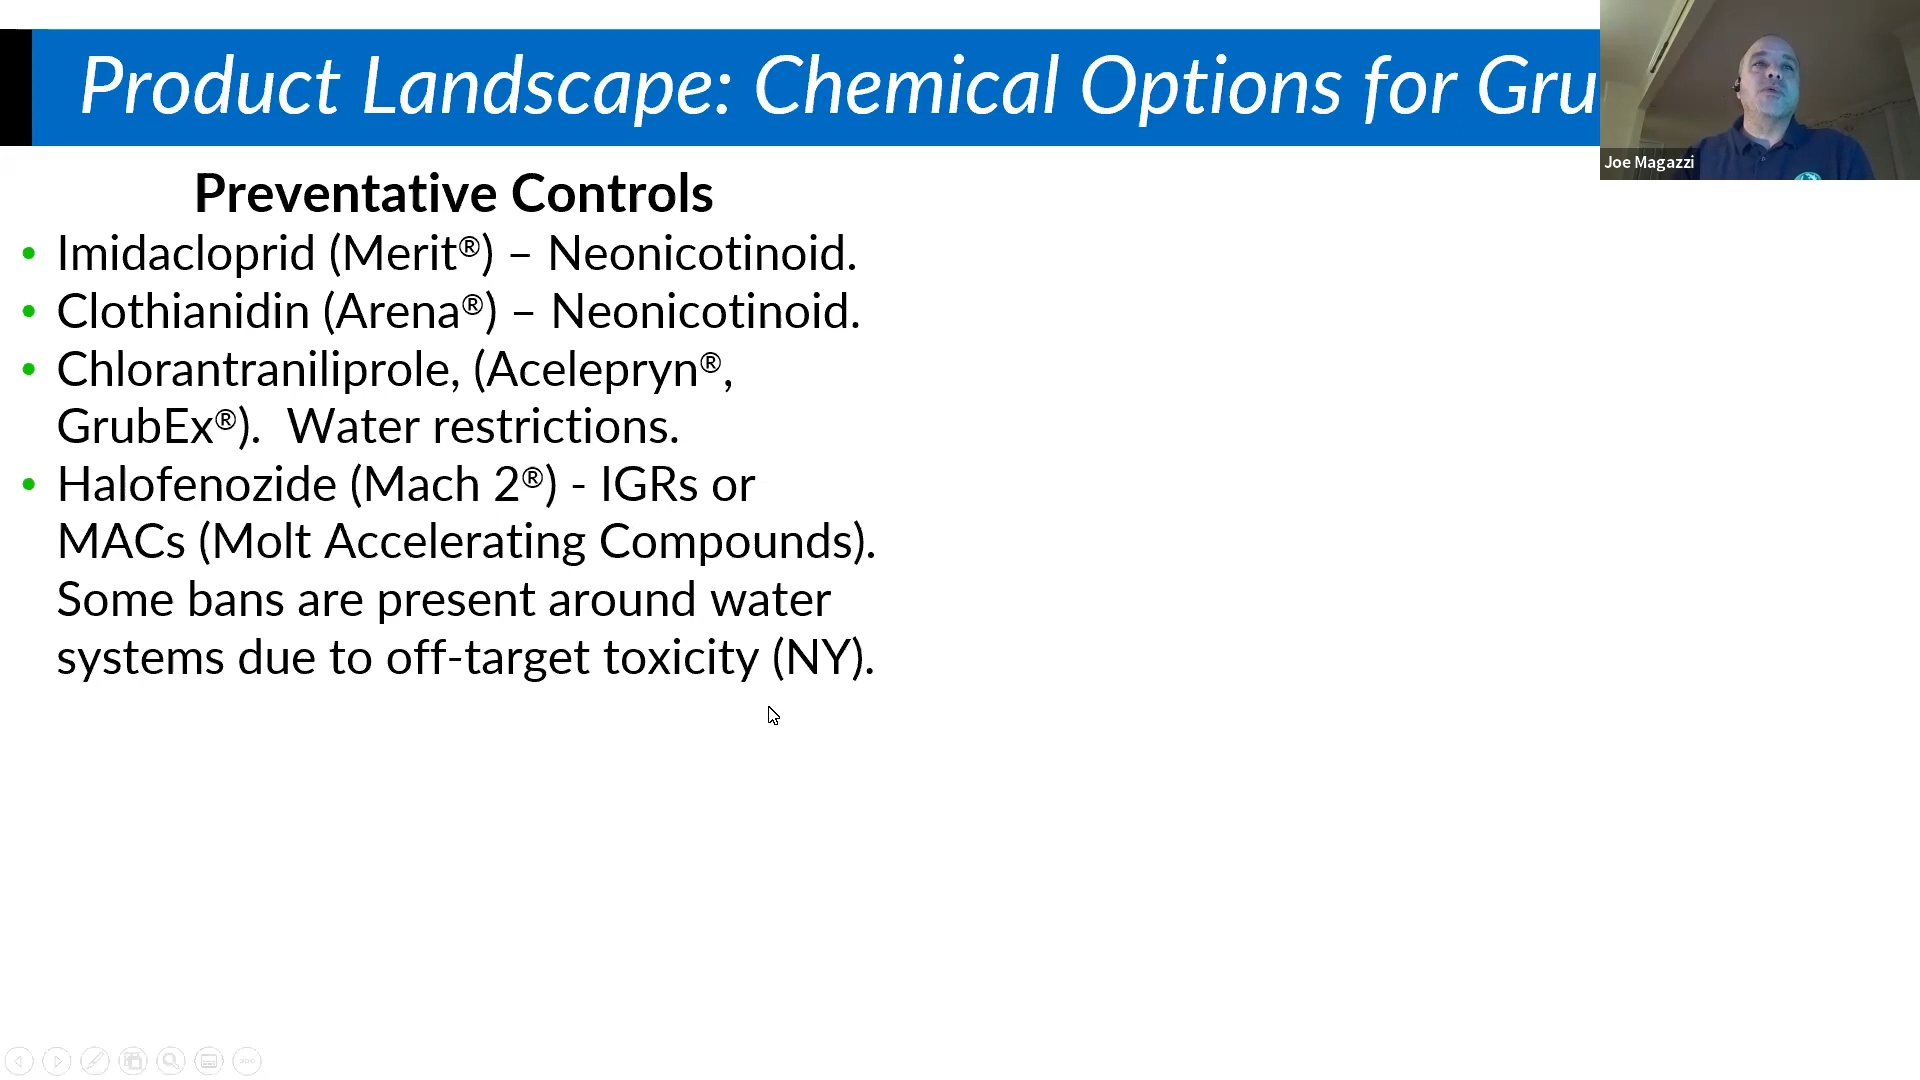 Product Landscape: Chemical Options for Gru
Joe Magazzi
Preventative Controls
• Imidacloprid (Merit®) – Neonicotinoid.
• Clothianidin (Arena®) – Neonicotinoid.
• Chlorantraniliprole, (Acelepryn®,
GrubEx®).  Water restrictions.
• Halofenozide (Mach 2®) - IGRs or
MACs (Molt Accelerating Compounds).
Some bans are present around water
systems due to off-target toxicity (NY).